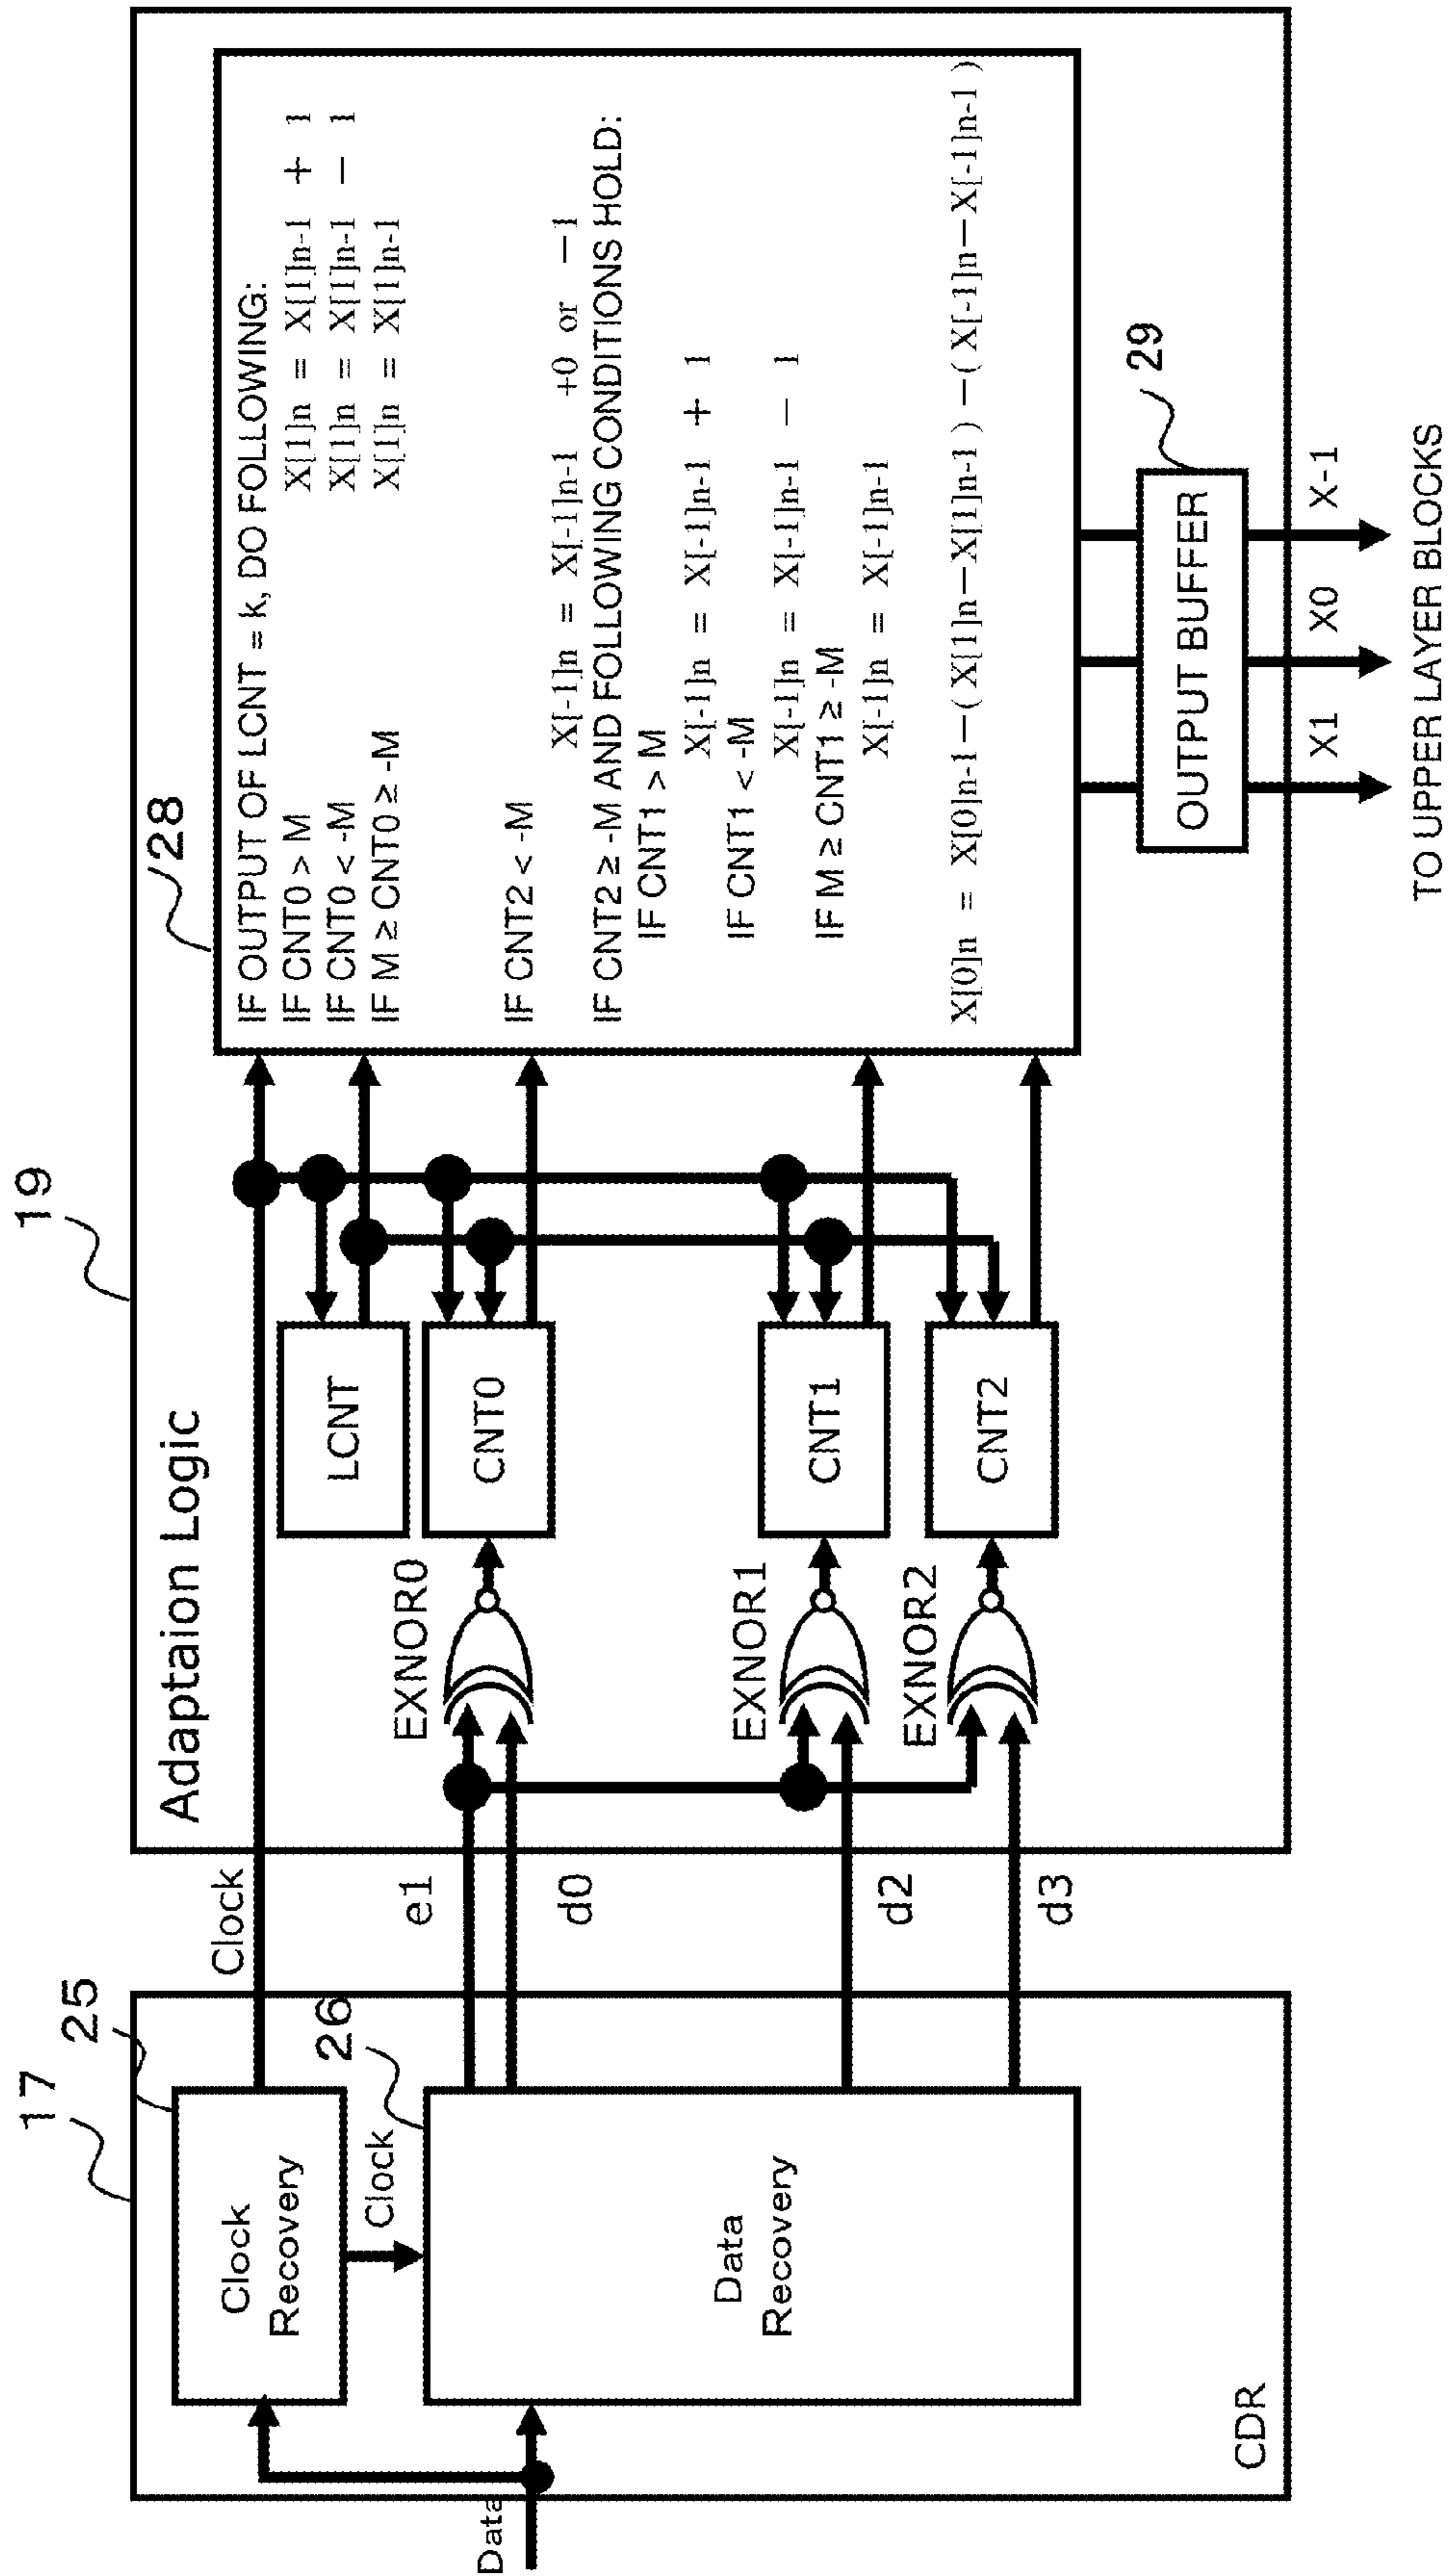 19
Adaptaion Logic
17
25
Clock
Recovery
Clock
26
Data
Recovery
Data
CDR
Clock
e1
d0
d2
d3
EXNOR0
EXNOR1
EXNOR2
LCNT
CNT0
CNT1
CNT2
28
IF OUTPUT OF LCNT = k, DO FOLLOWING:
IF CNT0 > M X[1]n = X[1]n-1 + 1
IF CNT0 < -M X[1]n = X[1]n-1 − 1
IF M ≥ CNT0 ≥ -M X[1]n = X[1]n-1
IF CNT2 < -M
X[-1]n = X[-1]n-1 +0 or −1
IF CNT2 ≥ -M AND FOLLOWING CONDITIONS HOLD:
IF CNT1 > M
X[-1]n = X[-1]n-1 + 1
IF CNT1 < -M
X[-1]n = X[-1]n-1 − 1
IF M ≥ CNT1 ≥ -M
X[-1]n = X[-1]n-1
X[0]n = X[0]n-1−(X[1]n−X[1]n-1)−(X[-1]n−X[-1]n-1)
29
OUTPUT BUFFER
X1 X0 X-1
TO UPPER LAYER BLOCKS